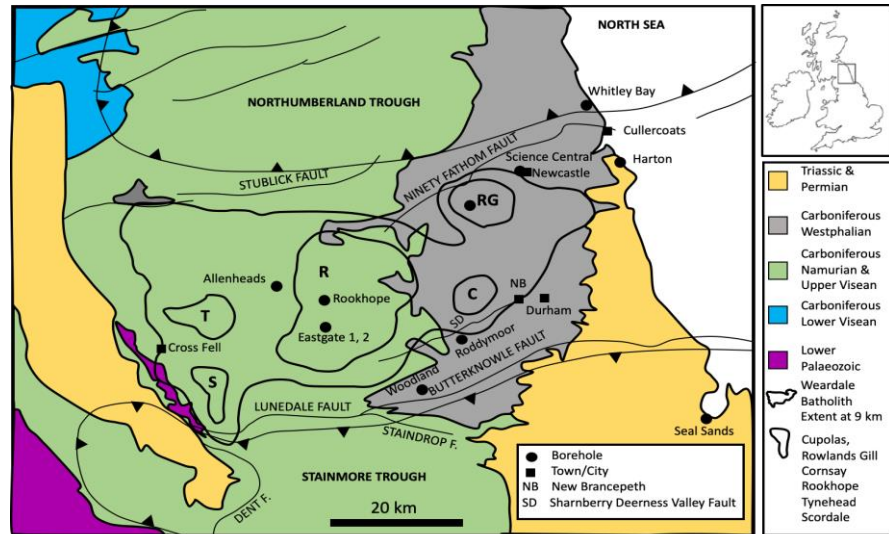 NORTH SEA
Whitley Bay
NORTHUMBERLAND TROUGH
Cullercoats
STUBLICK FAULT
NINETY FATHOM FAULT
Science Central
Newcastle
Harton
RG
Allenheads
R
Rookhope
T
C
NB
Durham
Eastgate 1, 2
SD
Roddymoor
Cross Fell
S
Woodland
BUTTERKNOWLE FAULT
LUNEDALE FAULT
STAINDROP F.
Seal Sands
STAINMORE TROUGH
DENT F.
20 km
Borehole
Town/City
NB New Brancepeth
SD Sharnberry Deerness Valley Fault
Triassic &
Permian
Carboniferous
Westphalian
Carboniferous
Namurian &
Upper Visean
Carboniferous
Lower Visean
Lower
Palaeozoic
Weardale
Batholith
Extent at 9 km
Cupolas,
Rowlands Gill
Cornsay
Rookhope
Tynehead
Scordale